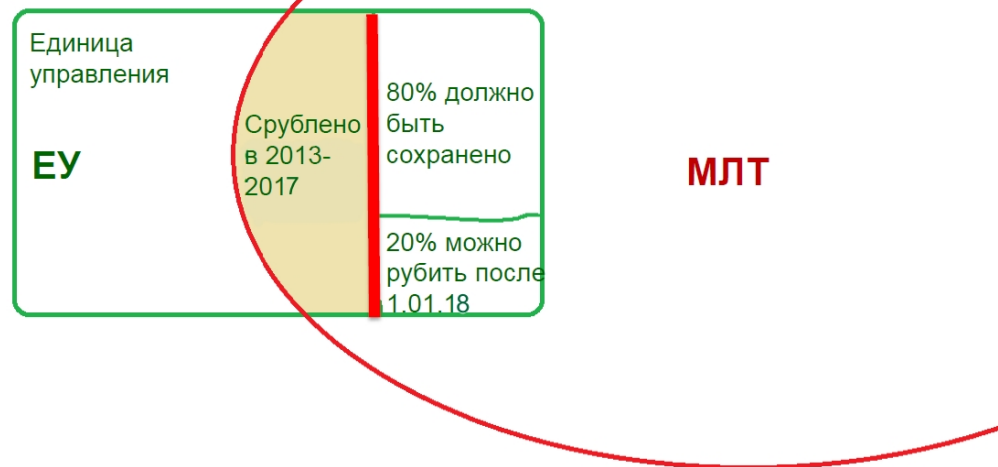 Единица
управления
ЕУ
Срублено
в 2013-
2017
80% должно
быть
сохранено
20% можно
рубить после
1.01.18
МЛТ